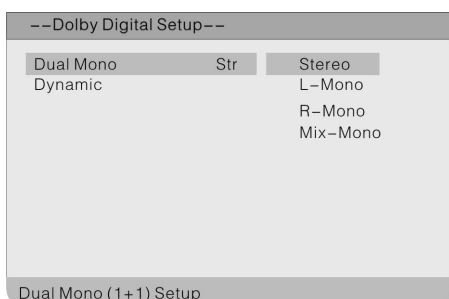 --Dolby Digital Setup--
Dual Mono Str Stereo
Dynamic L-Mono
R-Mono
Mix-Mono
Dual Mono (1+1) Setup